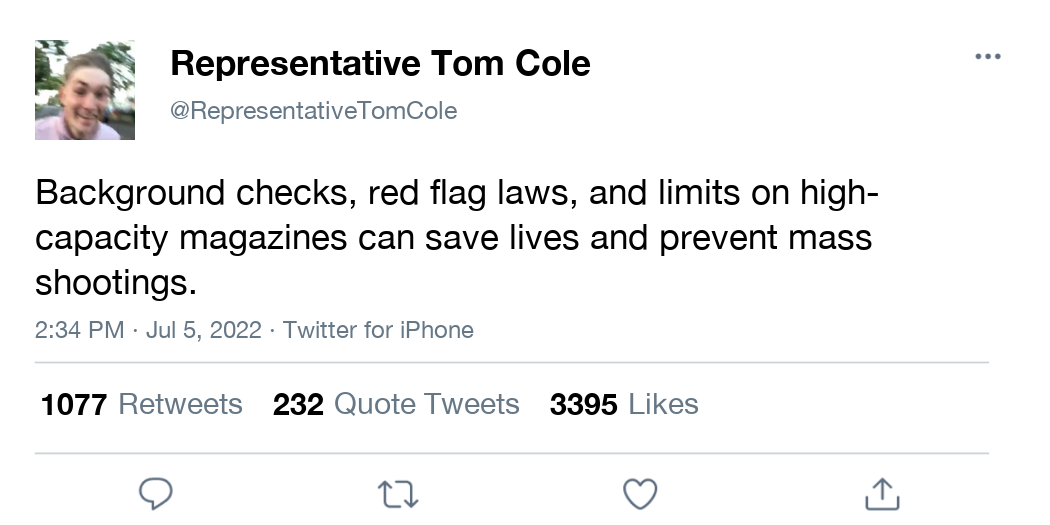 Representative Tom Cole
@RepresentativeTomCole
Background checks, red flag laws, and limits on high-
capacity magazines can save lives and prevent mass
shootings.
2:34 PM · Jul 5, 2022 · Twitter for iPhone
1077 Retweets 232 Quote Tweets 3395 Likes